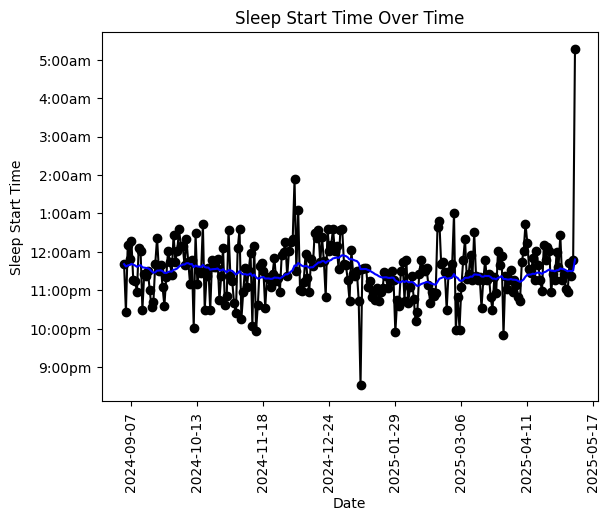 Sleep Start Time Over Time
5:00am
4:00am
3:00am
2:00am
1:00am
12:00am
11:00pm
10:00pm
9:00pm
Sleep Start Time
2024-09-07
2024-10-13
2024-11-18
2024-12-24
2025-01-29
2025-03-06
2025-04-11
2025-05-17
Date